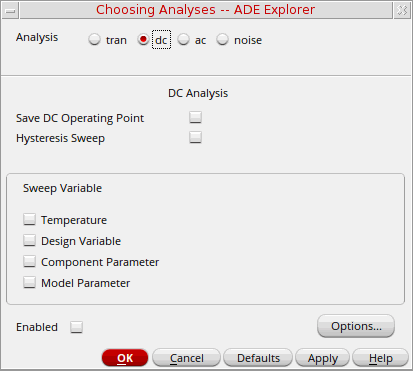 Choosing Analyses -- ADE Explorer
Analysis tran dc ac noise
DC Analysis
Save DC Operating Point
Hysteresis Sweep
Sweep Variable
Temperature
Design Variable
Component Parameter
Model Parameter
Enabled Options...
OK Cancel Defaults Apply Help